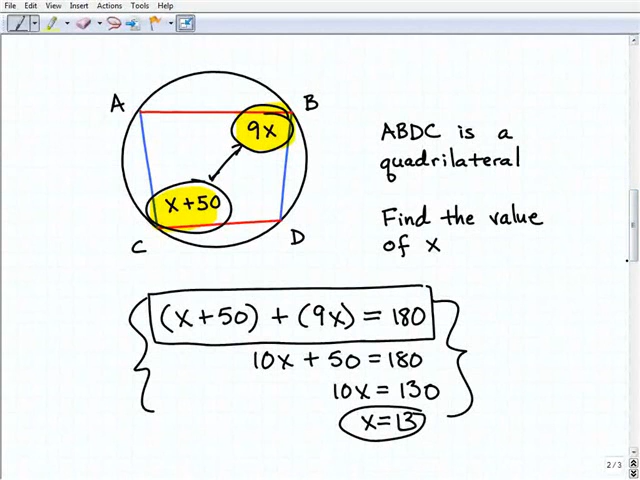 File Edit View Insert Actions Tools Help
A
B
9x
x+50
C
D
ABDC is a
quadrilateral
Find the value
of x
(x+50) + (9x) = 180
10x + 50 = 180
10x = 130
x=13
2 / 3